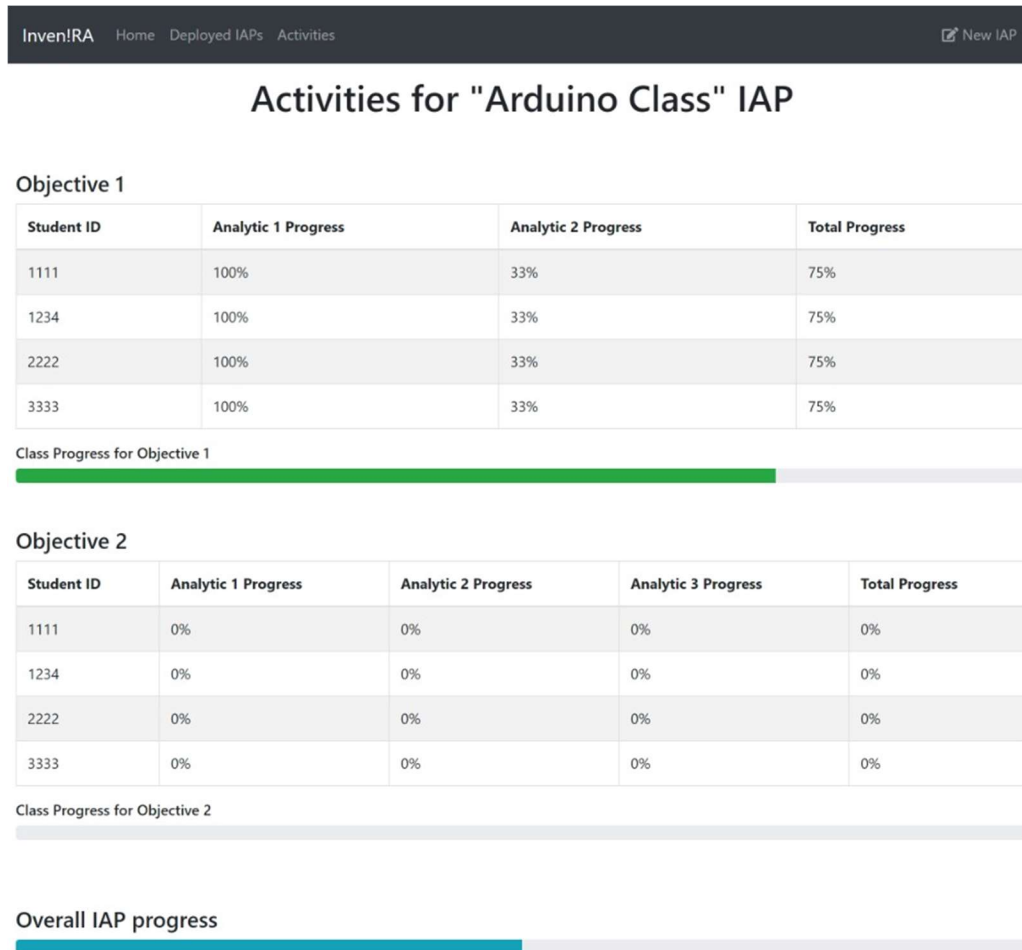 Inven!RA Home Deployed IAPs Activities New IAP
Activities for "Arduino Class" IAP
Objective 1
Student ID Analytic 1 Progress Analytic 2 Progress Total Progress
1111 100% 33% 75%
1234 100% 33% 75%
2222 100% 33% 75%
3333 100% 33% 75%
Class Progress for Objective 1
Objective 2
Student ID Analytic 1 Progress Analytic 2 Progress Analytic 3 Progress Total Progress
1111 0% 0% 0% 0%
1234 0% 0% 0% 0%
2222 0% 0% 0% 0%
3333 0% 0% 0% 0%
Class Progress for Objective 2
Overall IAP progress